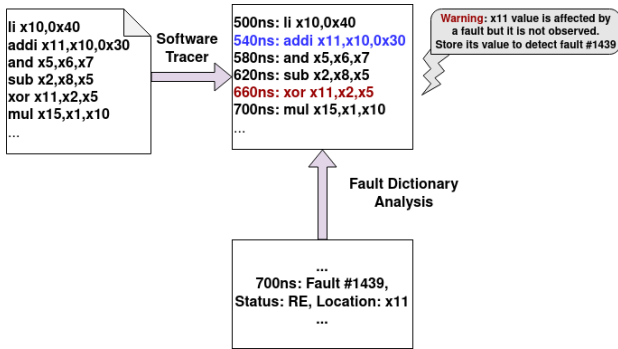 li x10,0x40
addi x11,x10,0x30
and x5,x6,x7
sub x2,x8,x5
xor x11,x2,x5
mul x15,x1,x10
...
Software
Tracer
500ns: li x10,0x40
540ns: addi x11,x10,0x30
580ns: and x5,x6,x7
620ns: sub x2,x8,x5
660ns: xor x11,x2,x5
700ns: mul x15,x1,x10
...
Warning: x11 value is affected by
a fault but it is not observed.
Store its value to detect fault #1439
Fault Dictionary
Analysis
...
700ns: Fault #1439,
Status: RE, Location: x11
...